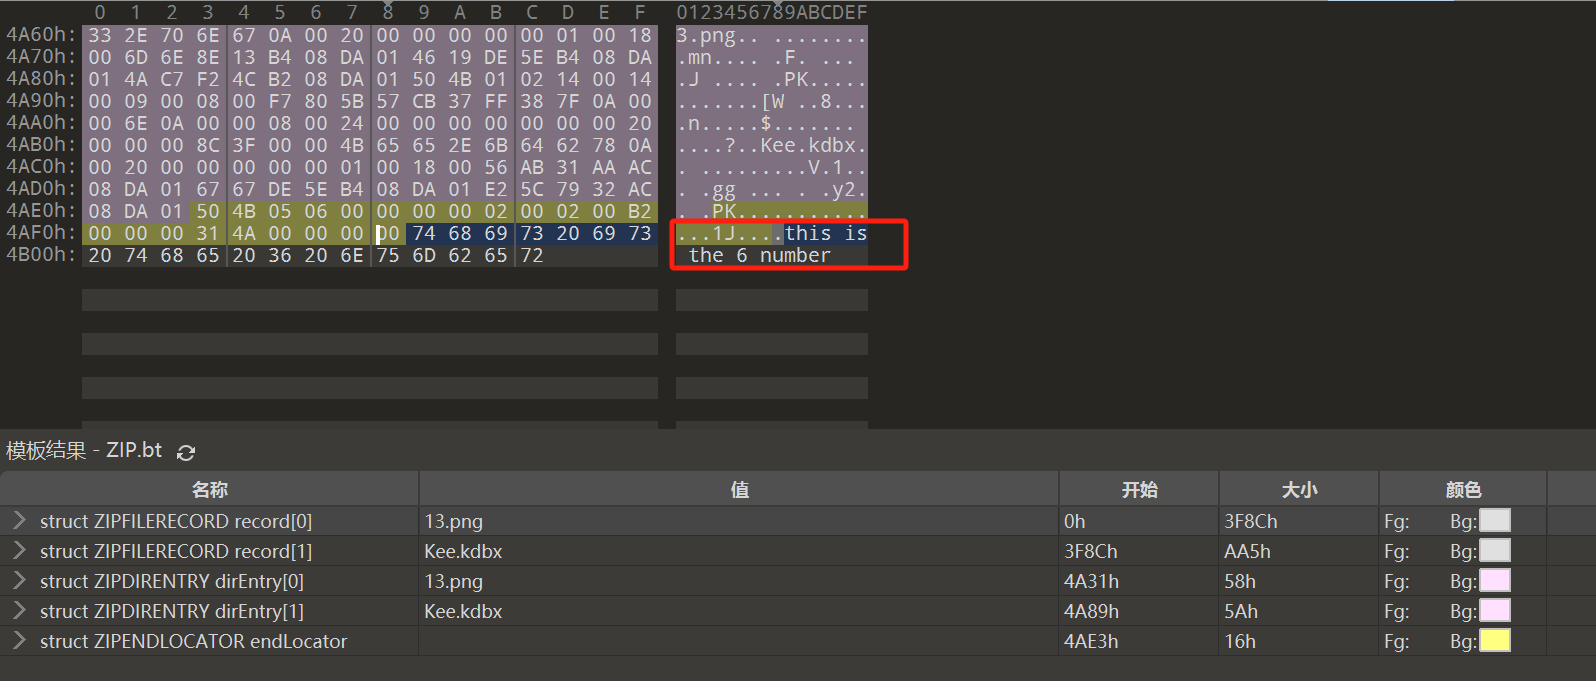 0 1 2 3 4 5 6 7 8 9 A B C D E F 0123456789ABCDEF
4A60h: 33 2E 70 6E 67 0A 00 20 00 00 00 00 00 01 00 18 3.png.. ........
4A70h: 00 6D 6E 8E 13 B4 08 DA 01 46 19 DE 5E B4 08 DA .mn.... .F. ...
4A80h: 01 4A C7 F2 4C B2 08 DA 01 50 4B 01 02 14 00 14 .J .... .PK.....
4A90h: 00 09 00 08 00 F7 80 5B 57 CB 37 FF 38 7F 0A 00 .......[W ..8...
4AA0h: 00 6E 0A 00 00 08 00 24 00 00 00 00 00 00 00 20 .n.....$.......
4AB0h: 00 00 00 8C 3F 00 00 4B 65 65 2E 6B 64 62 78 0A ....?..Kee.kdbx.
4AC0h: 00 20 00 00 00 00 00 01 00 18 00 56 AB 31 AA AC . .........V.1..
4AD0h: 08 DA 01 67 67 DE 5E B4 08 DA 01 E2 5C 79 32 AC . .gg ... . .y2.
4AE0h: 08 DA 01 50 4B 05 06 00 00 00 00 02 00 02 00 B2 . .PK...........
4AF0h: 00 00 00 31 4A 00 00 00 00 74 68 69 73 20 69 73 ...1J....this is
4B00h: 20 74 68 65 20 36 20 6E 75 6D 62 65 72 the 6 number
模板结果 - ZIP.bt
名称 值 开始 大小 颜色
struct ZIPFILERECORD record[0] 13.png 0h 3F8Ch Fg: Bg:
struct ZIPFILERECORD record[1] Kee.kdbx 3F8Ch AA5h Fg: Bg:
struct ZIPDIRENTRY dirEntry[0] 13.png 4A31h 58h Fg: Bg:
struct ZIPDIRENTRY dirEntry[1] Kee.kdbx 4A89h 5Ah Fg: Bg:
struct ZIPENDLOCATOR endLocator 4AE3h 16h Fg: Bg: